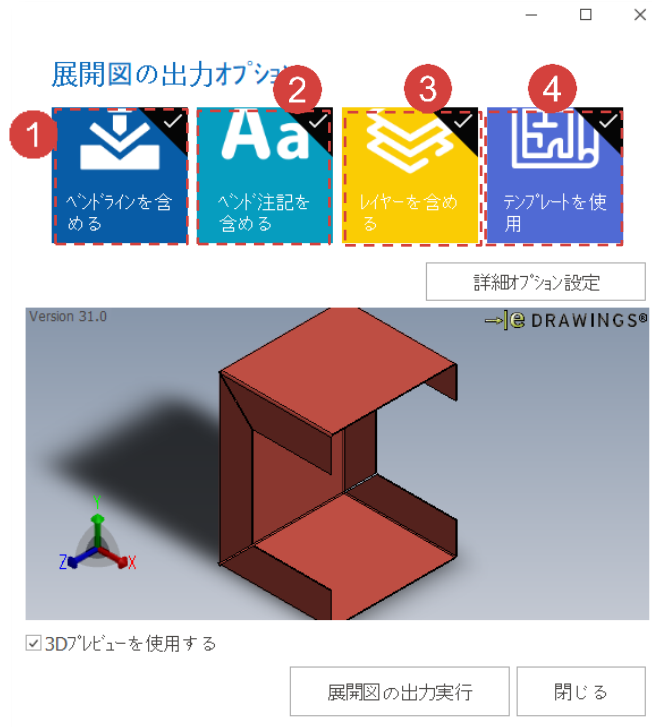 展開図の出力ｵﾌﾟｼｮﾝ
1
2
3
4
ﾍﾞﾝﾄﾞﾗｲﾝを含
める
ﾍﾞﾝﾄﾞ注記を
含める
ﾚｲﾔｰを含め
る
ﾃﾝﾌﾟﾚｰﾄを使
用
詳細ｵﾌﾟｼｮﾝ設定
Version 31.0
eDRAWINGS®
Y
Z
X
3Dﾌﾟﾚﾋﾞｭｰを使用する
展開図の出力実行
閉じる